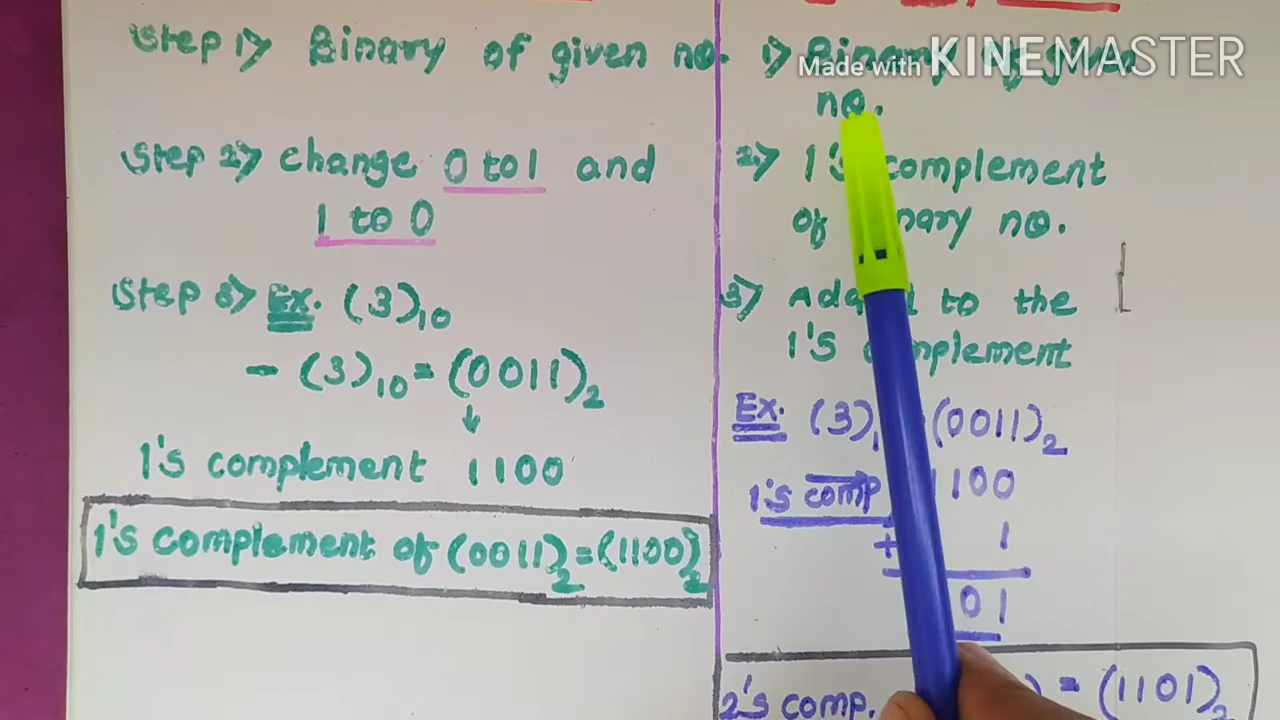 Step 1> Binary of given no.
Step 2> change 0 to 1 and
1 to 0
Step 3> Ex. (3)10
- (3)10 = (0011)2
↓
1's complement 1100
1's complement of (0011)2 = (1100)2
1> Binary of given
no.
2> 1's complement
of no.
3> to the
1's complement
Ex. (3) (0011)2
1's comp 100
+ 1
01
2's comp. ) = (1101)2
Made with KINEMASTER